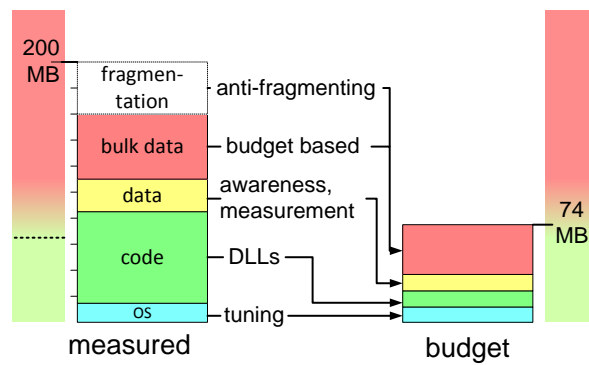 200
MB
fragmen-
tation
anti-fragmenting
bulk data
budget based
data
awareness,
measurement
74
MB
code
DLLs
OS
tuning
measured
budget